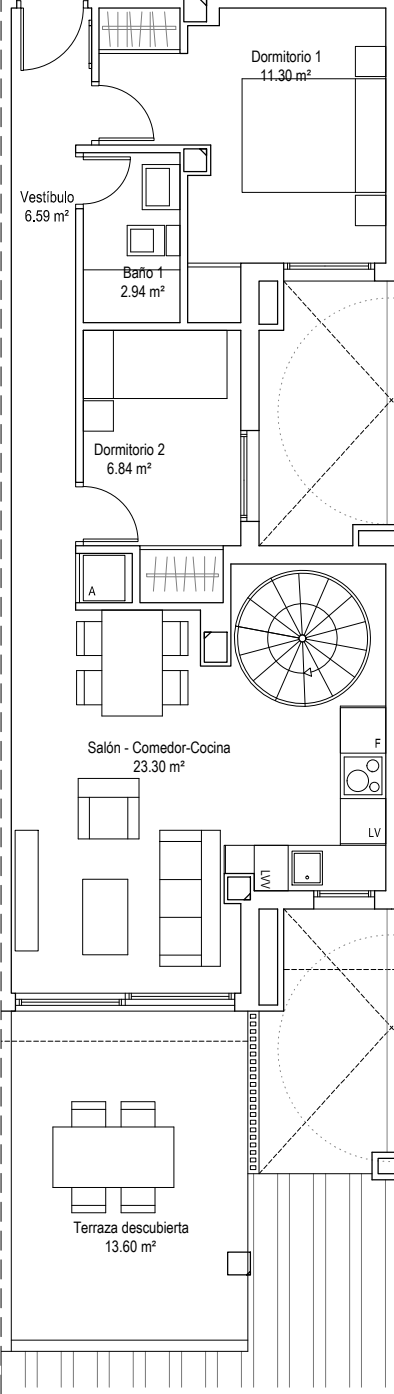 Dormitorio 1
11.30 m²
Vestíbulo
6.59 m²
Baño 1
2.94 m²
Dormitorio 2
6.84 m²
A
Salón - Comedor-Cocina
23.30 m²
F
LV
LVV
Terraza descubierta
13.60 m²